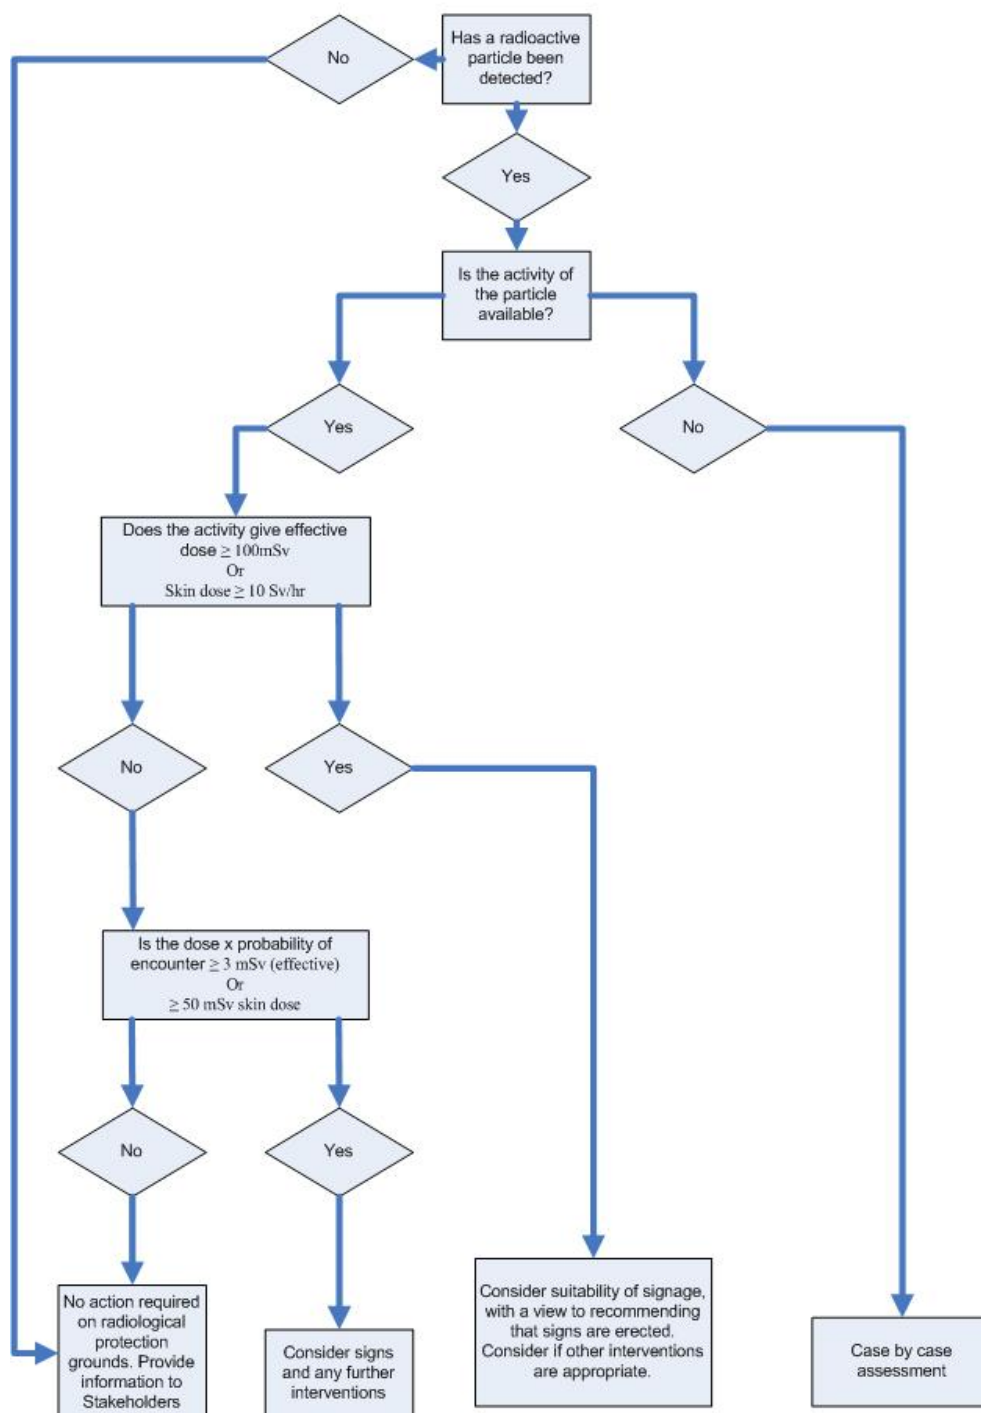 Has a radioactive
particle been
detected?
No
Yes
Is the activity of
the particle
available?
Yes
No
Does the activity give effective
dose ≥ 100mSv
Or
Skin dose ≥ 10 Sv/hr
No
Yes
Is the dose x probability of
encounter ≥ 3 mSv (effective)
Or
≥ 50 mSv skin dose
No
Yes
No action required
on radiological
protection
grounds. Provide
information to
Stakeholders
Consider signs
and any further
interventions
Consider suitability of signage,
with a view to recommending
that signs are erected.
Consider if other interventions
are appropriate.
Case by case
assessment